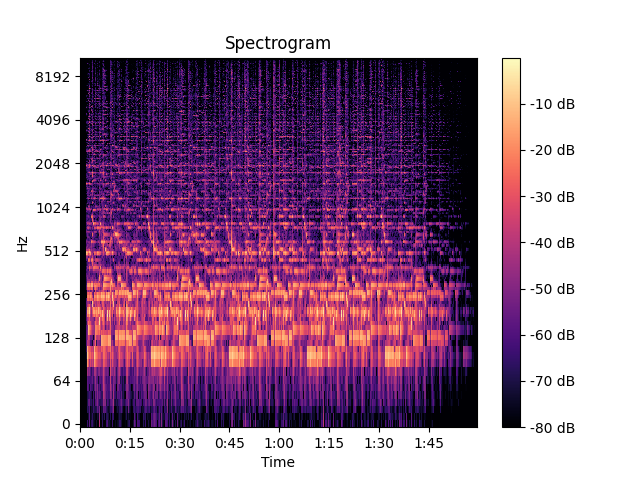 Spectrogram
8192
4096
2048
1024
512
256
128
64
0
Hz
0:00 0:15 0:30 0:45 1:00 1:15 1:30 1:45
Time
-10 dB
-20 dB
-30 dB
-40 dB
-50 dB
-60 dB
-70 dB
-80 dB